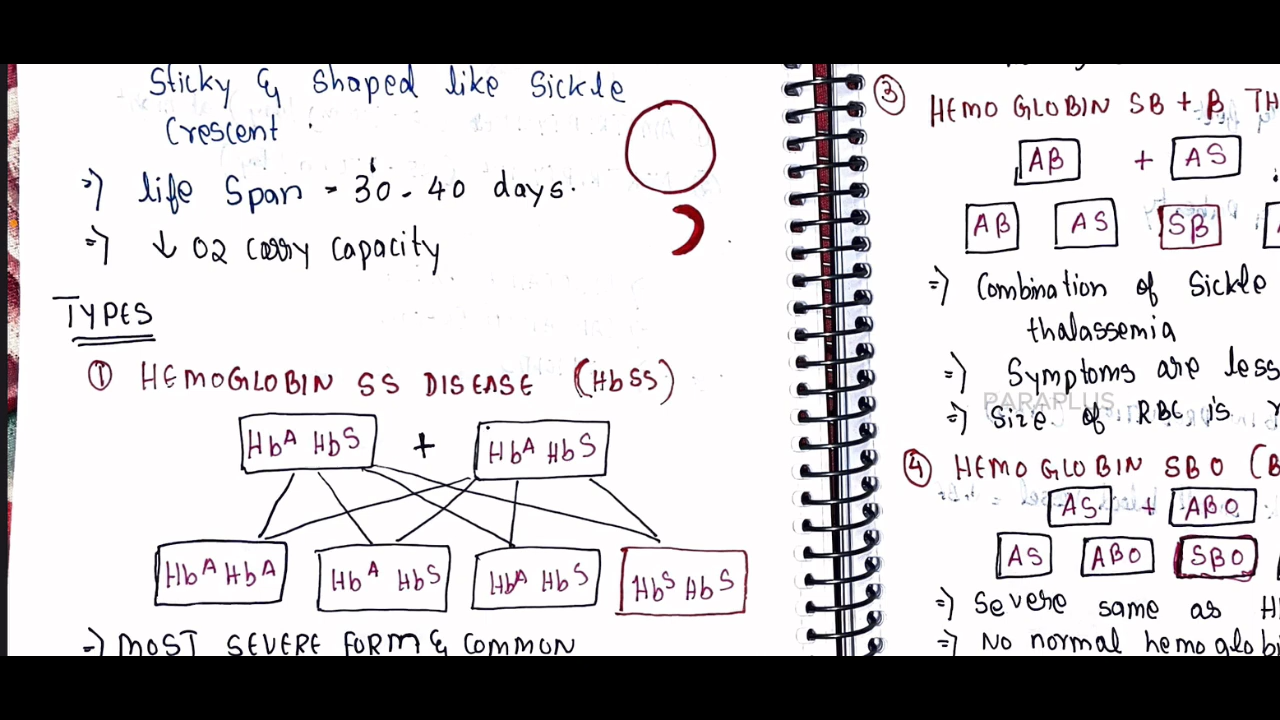 Sticky & Shaped like Sickle
Crescent .
=> life Span - 30 - 40 days.
=> ↓ O2 carry capacity
TYPES
① HEMOGLOBIN SS DISEASE (HbSS)
HbA HbS + HbA HbS
HbA HbA HbA HbS HbA HbS HbS HbS
=> MOST SEVERE FORM & COMMON
③ HEMOGLOBIN SB + B TH
AB + AS
AB AS SB
=> Combination of Sickle
thalassemia
=> Symptoms are less
PARAPLUS
=> Size of RBC is
④ HEMOGLOBIN SBO (B
AS + ABO
AS ABO SBO
=> Severe same as H
=> No normal hemoglobi